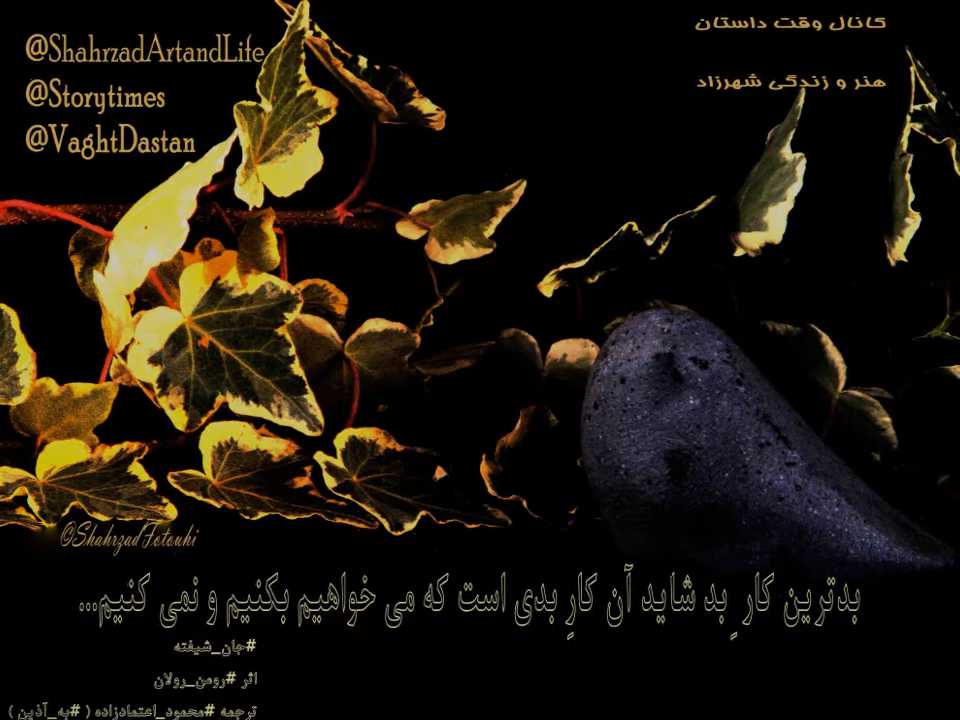 @ShahrzadArtandLife
@Storytimes
@VaghtDastan
کانال وقت داستان
هنر و زندگی شهرزاد
©ShahrzadFotouhi
بدترین کارِ بد شاید آن کارِ بدی است که می خواهیم بکنیم و نمی کنیم...
#جان_شیفته
اثر #رومن_رولان
ترجمه #محمود_اعتمادزاده ( #به_آذین )